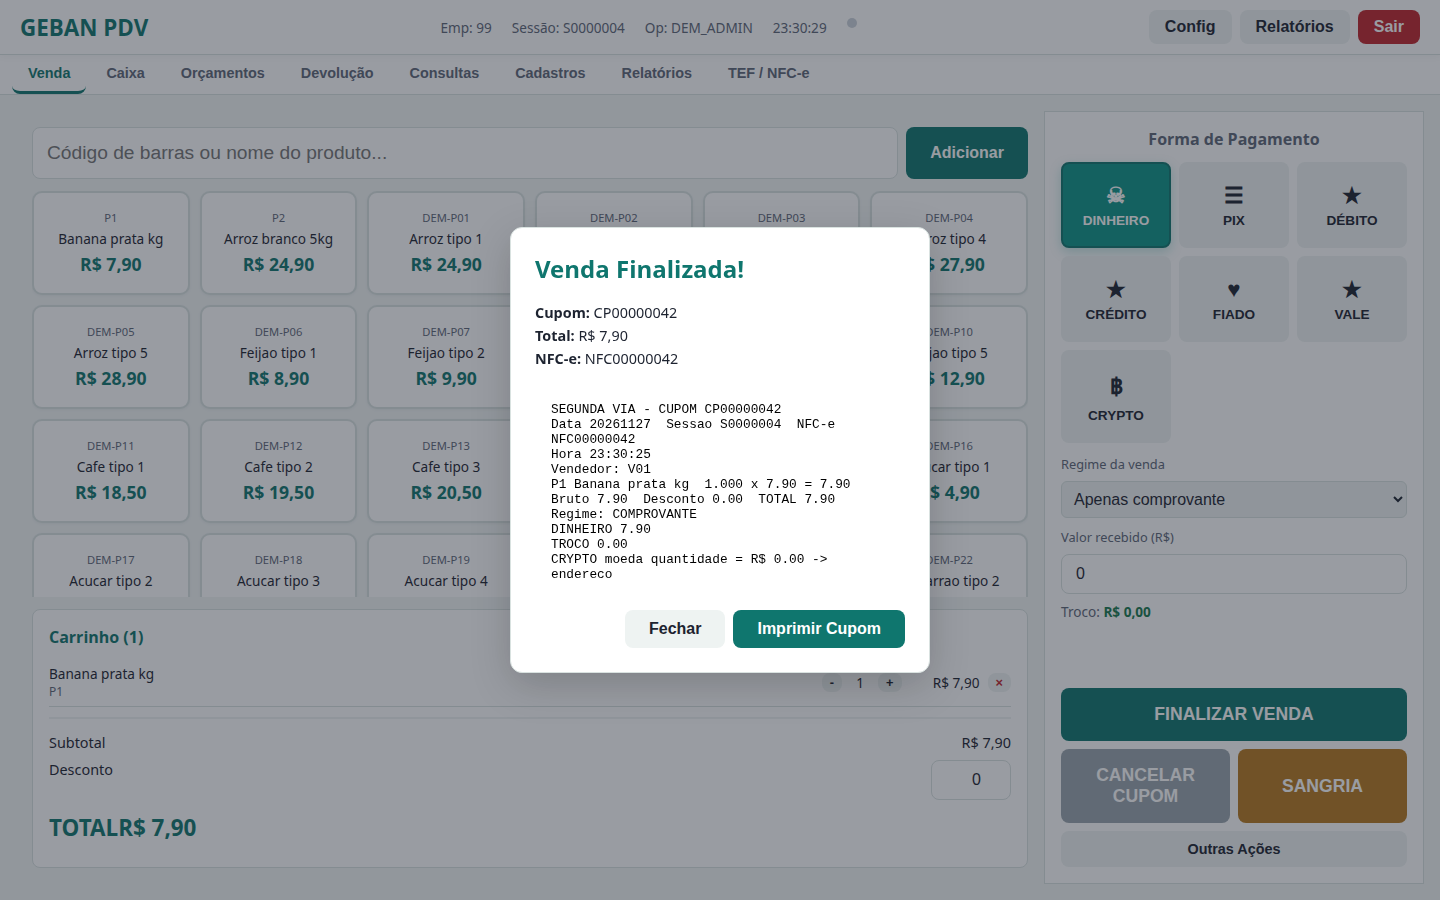 GEBAN PDV
Emp: 99 Sessão: S0000004 Op: DEM_ADMIN 23:30:29
Config Relatórios Sair
Venda Caixa Orçamentos Devolução Consultas Cadastros Relatórios TEF / NFC-e
Código de barras ou nome do produto...
Adicionar
P1 P2 DEM-P01 DEM-P02 DEM-P03 DEM-P04
Banana prata kg Arroz branco 5kg Arroz tipo 1 roz tipo 4
R$ 7,90 R$ 24,90 R$ 24,90 27,90
DEM-P05 DEM-P06 DEM-P07 DEM-P10
Arroz tipo 5 Feijao tipo 1 Feijao tipo 2 jao tipo 5
R$ 28,90 R$ 8,90 R$ 9,90 12,90
DEM-P11 DEM-P12 DEM-P13 DEM-P16
Cafe tipo 1 Cafe tipo 2 Cafe tipo 3 car tipo 1
R$ 18,50 R$ 19,50 R$ 20,50 $ 4,90
DEM-P17 DEM-P18 DEM-P19 DEM-P22
Acucar tipo 2 Acucar tipo 3 Acucar tipo 4 arrao tipo 2
Venda Finalizada!
Cupom: CP00000042
Total: R$ 7,90
NFC-e: NFC00000042
SEGUNDA VIA - CUPOM CP00000042
Data 20261127 Sessao S0000004 NFC-e
NFC00000042
Hora 23:30:25
Vendedor: V01
P1 Banana prata kg 1.000 x 7.90 = 7.90
Bruto 7.90 Desconto 0.00 TOTAL 7.90
Regime: COMPROVANTE
DINHEIRO 7.90
TROCO 0.00
CRYPTO moeda quantidade = R$ 0.00 ->
endereco
Fechar Imprimir Cupom
Carrinho (1)
Banana prata kg
P1
- 1 + R$ 7,90 ×
Subtotal R$ 7,90
Desconto 0
TOTALR$ 7,90
Forma de Pagamento
☠ ☰ ★
DINHEIRO PIX DÉBITO
★ ♥ ★
CRÉDITO FIADO VALE
฿
CRYPTO
Regime da venda
Apenas comprovante
Valor recebido (R$)
0
Troco: R$ 0,00
FINALIZAR VENDA
CANCELAR
CUPOM
SANGRIA
Outras Ações